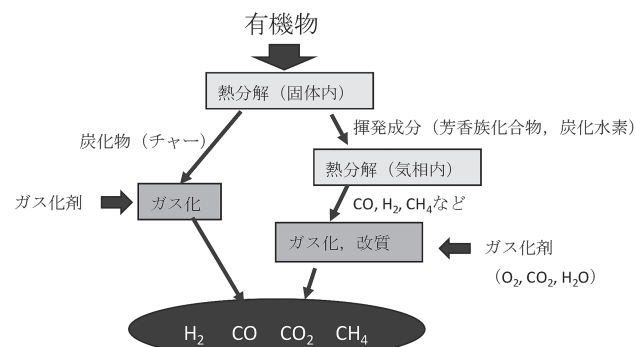 有機物
熱分解（固体内）
炭化物（チャー）
揮発成分（芳香族化合物，炭化水素）
熱分解（気相内）
ガス化剤
ガス化
CO, H₂, CH₄など
ガス化，改質
ガス化剤
（O₂, CO₂, H₂O）
H₂ CO CO₂ CH₄